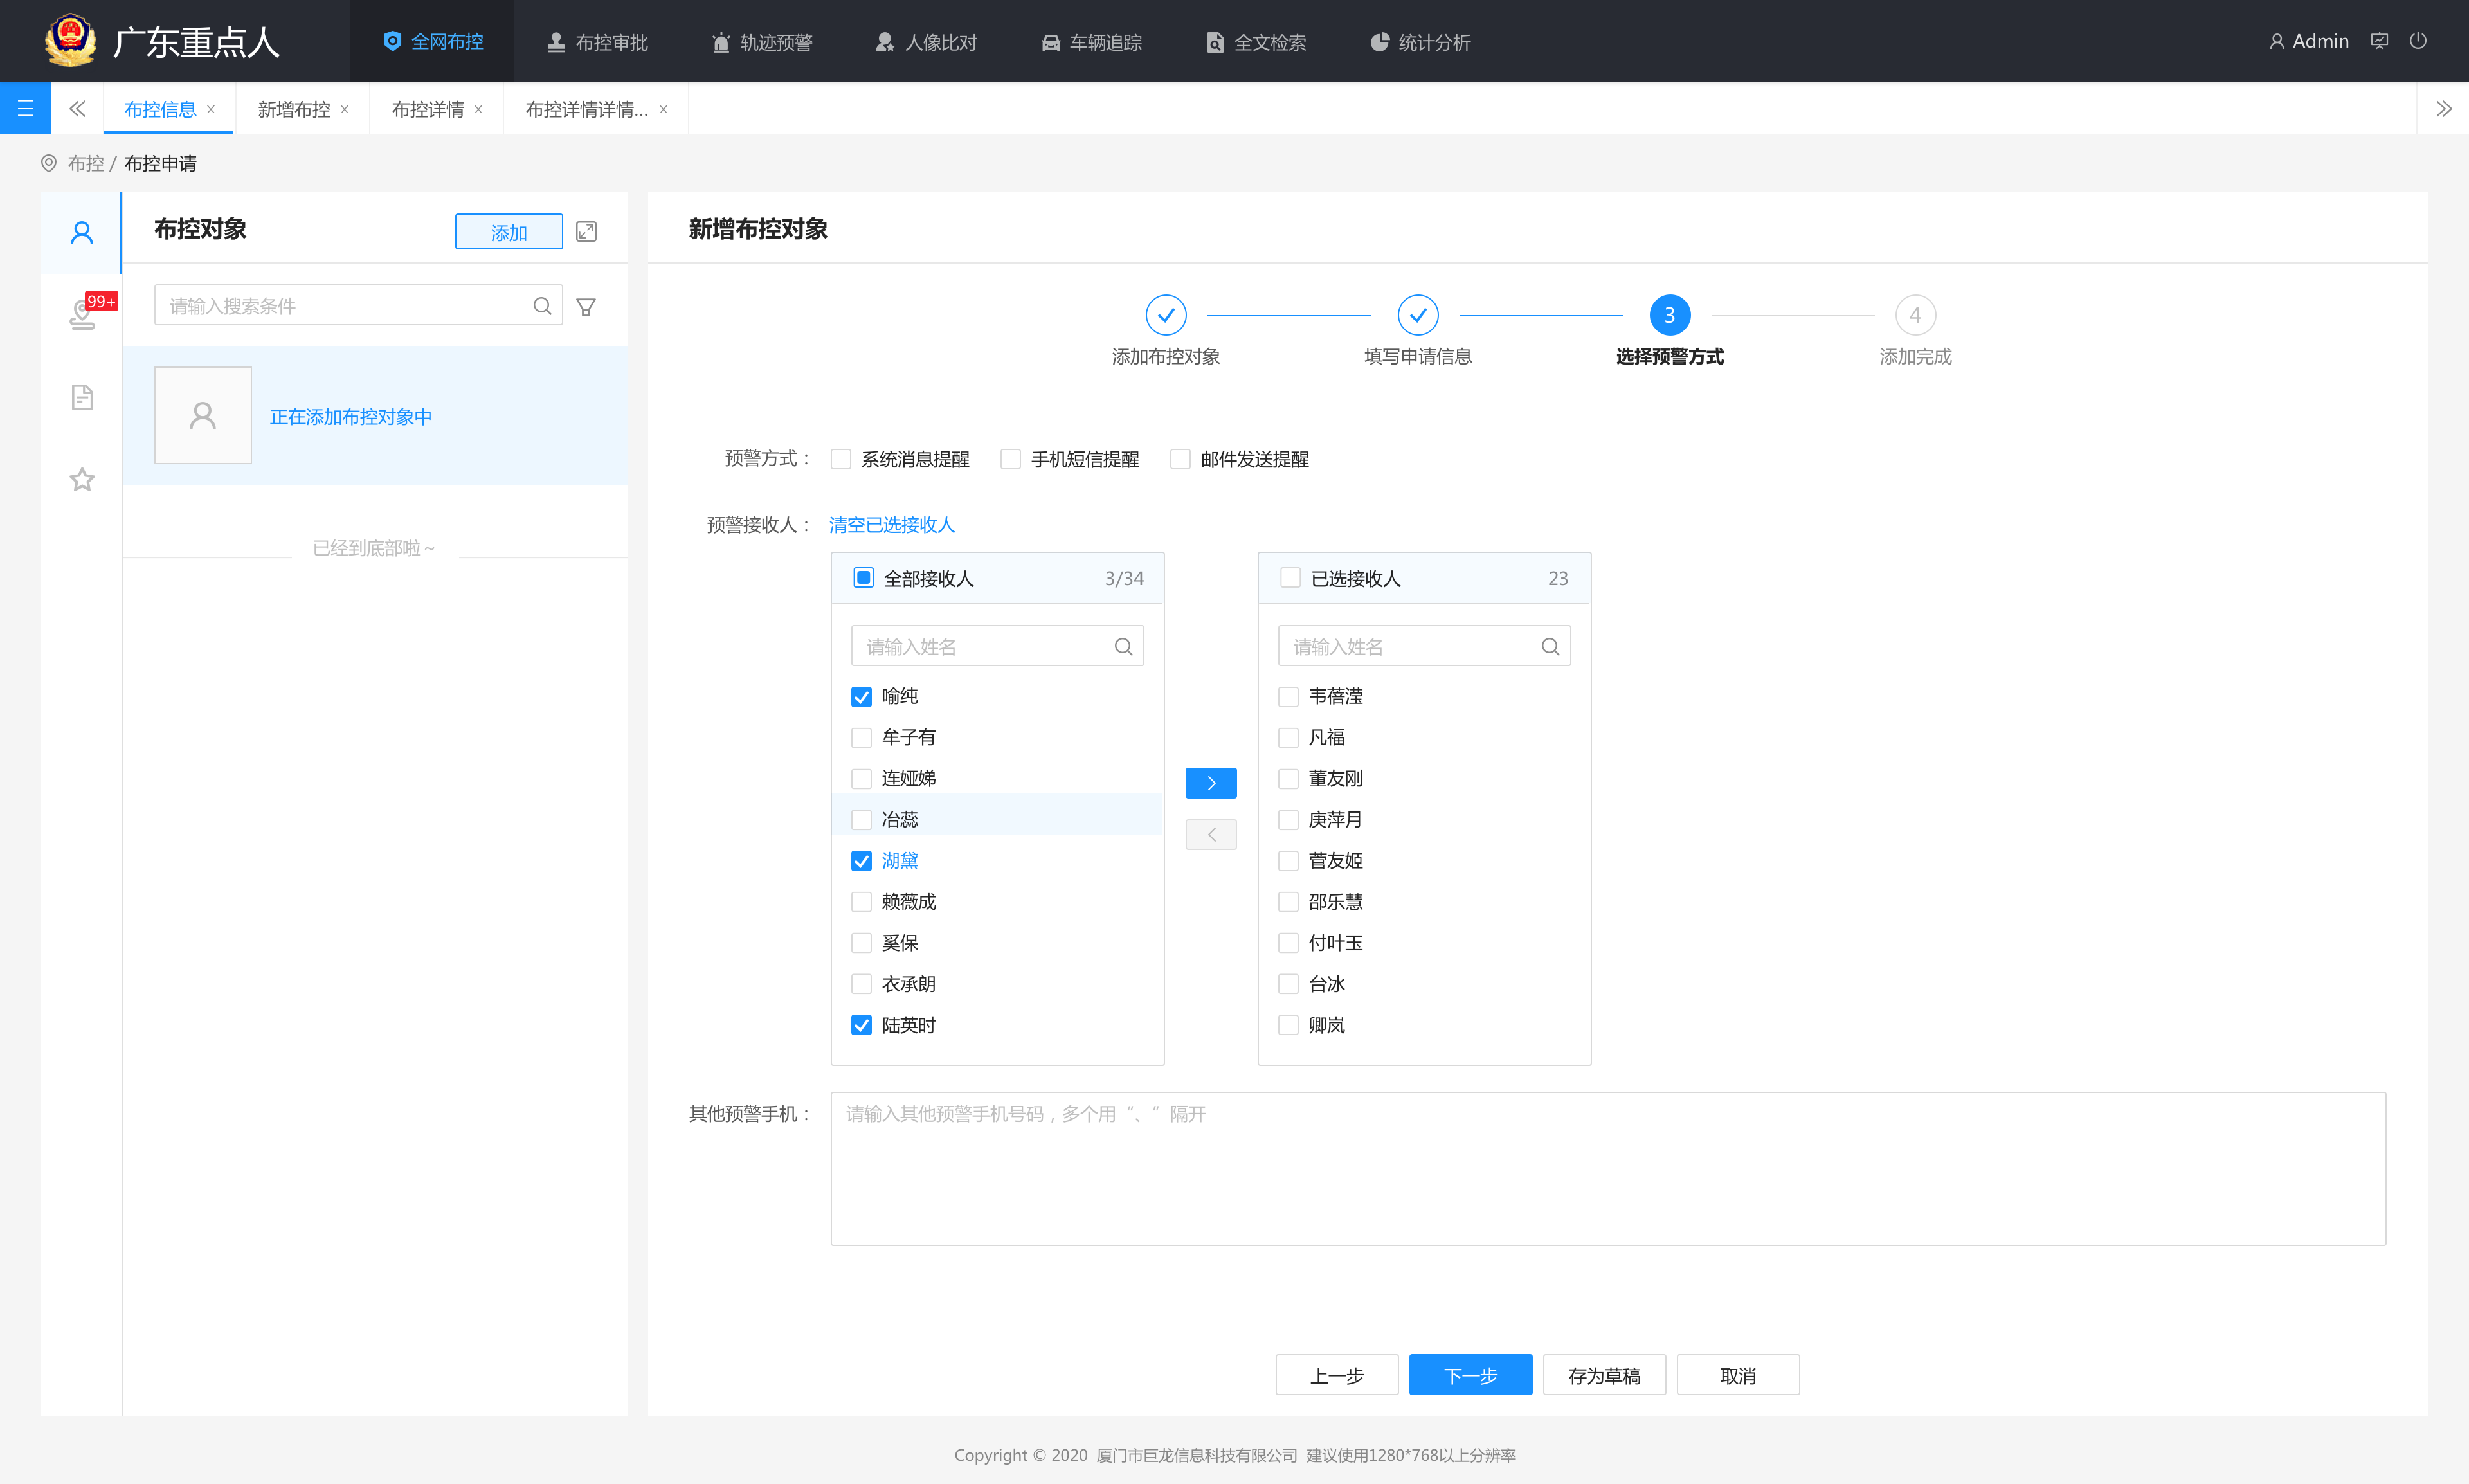 广东重点人
全网布控
布控审批
轨迹预警
人像比对
车辆追踪
全文检索
统计分析
Admin
布控信息 ×
新增布控 ×
布控详情 ×
布控详情详情... ×
布控 / 布控申请
布控对象
添加
99+
请输入搜索条件
正在添加布控对象中
已经到底部啦~
新增布控对象
3
4
添加布控对象
填写申请信息
选择预警方式
添加完成
预警方式：
系统消息提醒
手机短信提醒
邮件发送提醒
预警接收人：
清空已选接收人
全部接收人 3/34
请输入姓名
喻纯
牟子有
连娅娣
冶蕊
湖黛
赖薇成
奚保
衣承朗
陆英时
已选接收人 23
请输入姓名
韦蓓滢
凡福
董友刚
庚萍月
菅友姬
邵乐慧
付叶玉
台冰
卿岚
其他预警手机：
请输入其他预警手机号码，多个用“、”隔开
上一步
下一步
存为草稿
取消
Copyright © 2020 厦门市巨龙信息科技有限公司 建议使用1280*768以上分辨率